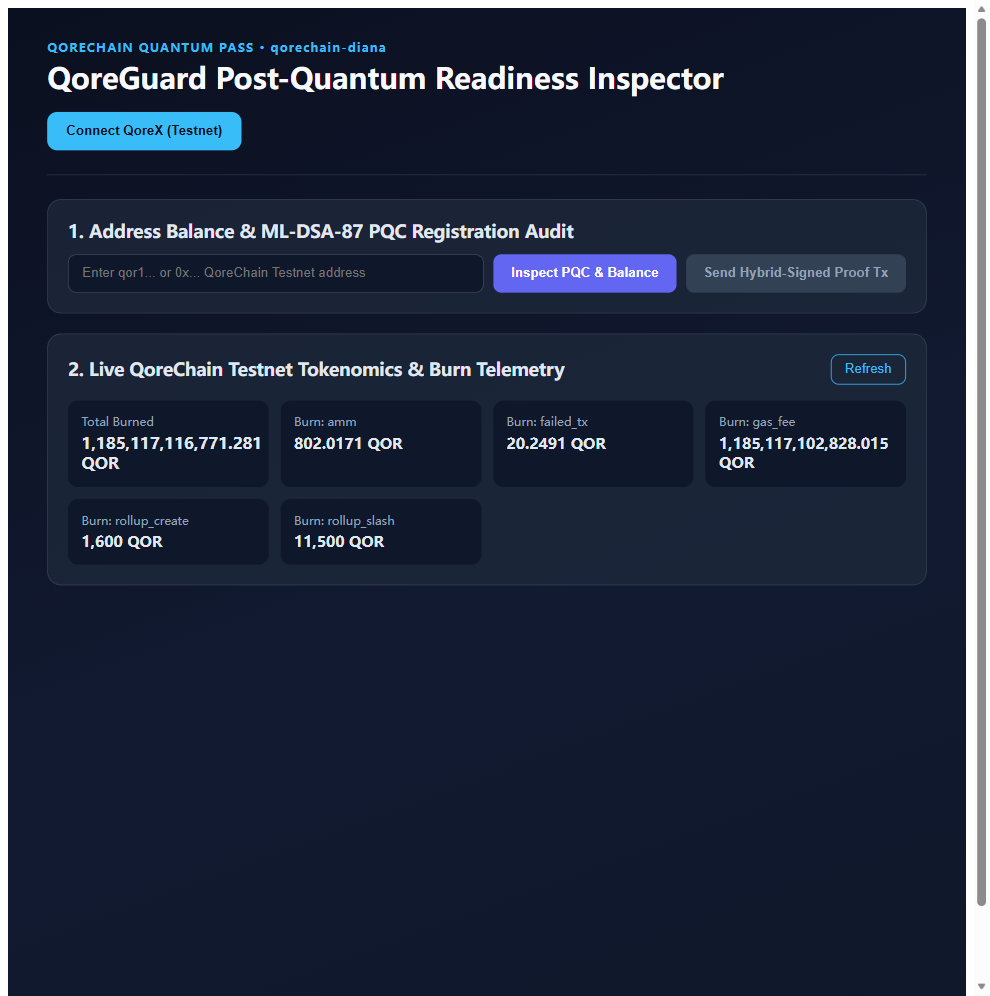 QORECHAIN QUANTUM PASS • qorechain-diana
QoreGuard Post-Quantum Readiness Inspector
Connect QoreX (Testnet)
1. Address Balance & ML-DSA-87 PQC Registration Audit
Enter qor1... or 0x... QoreChain Testnet address
Inspect PQC & Balance
Send Hybrid-Signed Proof Tx
2. Live QoreChain Testnet Tokenomics & Burn Telemetry
Refresh
Total Burned
1,185,117,116,771.281
QOR
Burn: amm
802.0171 QOR
Burn: failed_tx
20.2491 QOR
Burn: gas_fee
1,185,117,102,828.015
QOR
Burn: rollup_create
1,600 QOR
Burn: rollup_slash
11,500 QOR